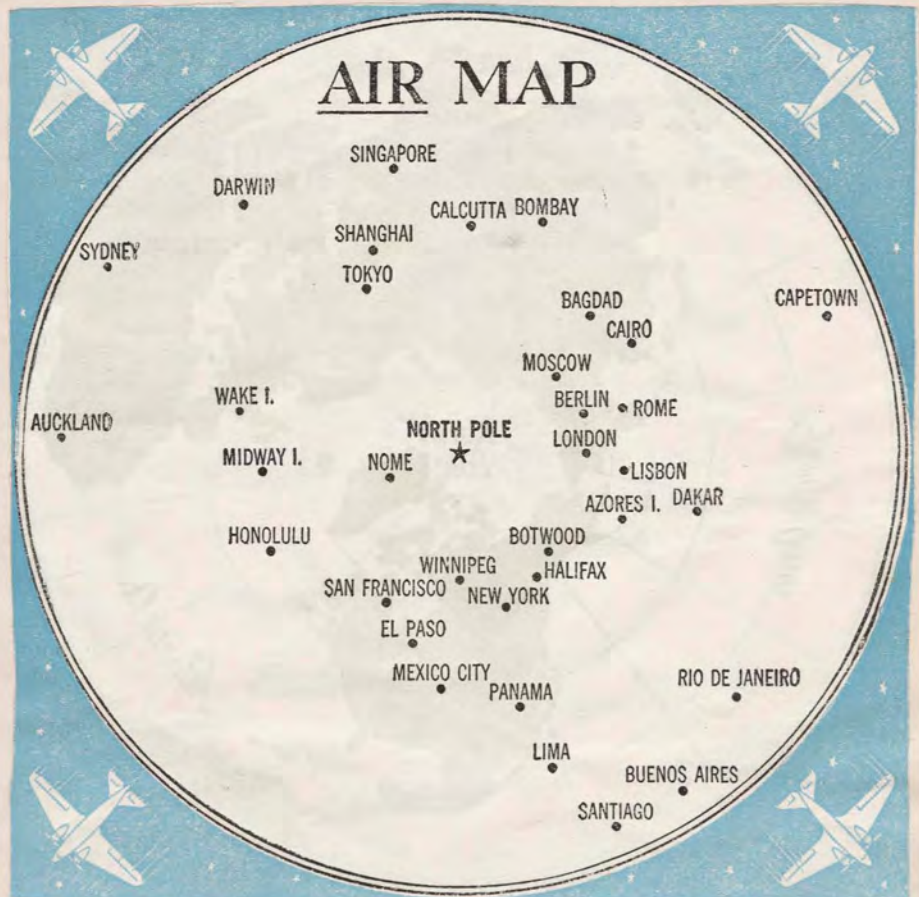 AIR MAP
SINGAPORE
DARWIN
CALCUTTA BOMBAY
SHANGHAI
SYDNEY
TOKYO
BAGDAD
CAPETOWN
CAIRO
MOSCOW
WAKE I.
BERLIN
ROME
AUCKLAND
NORTH POLE
LONDON
MIDWAY I.
NOME
LISBON
AZORES I.
DAKAR
HONOLULU
BOTWOOD
WINNIPEG
HALIFAX
SAN FRANCISCO
NEW YORK
EL PASO
MEXICO CITY
RIO DE JANEIRO
PANAMA
LIMA
BUENOS AIRES
SANTIAGO